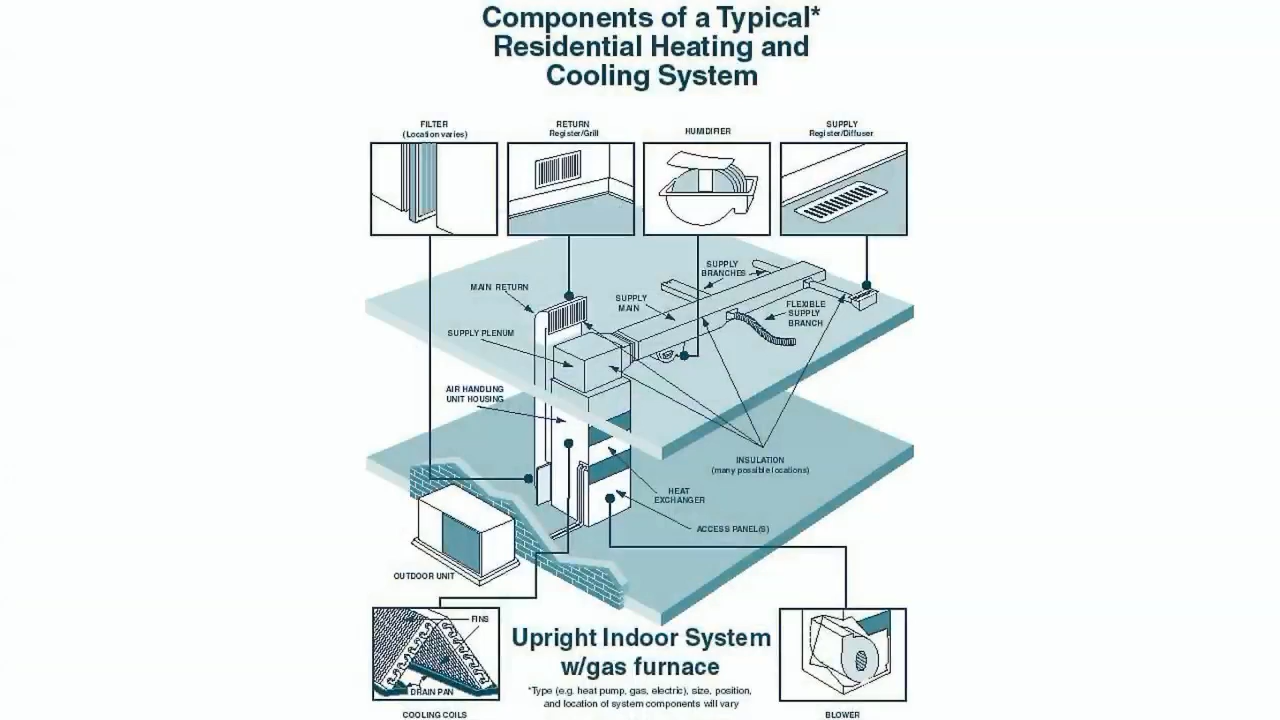 Components of a Typical*
Residential Heating and
Cooling System
FILTER
(Location varies)
RETURN
Register/Grill
HUMIDIFIER
SUPPLY
Register/Diffuser
SUPPLY
BRANCHES
MAIN RETURN
SUPPLY
MAIN
FLEXIBLE
SUPPLY
BRANCH
SUPPLY PLENUM
AIR HANDLING
UNIT HOUSING
INSULATION
(many possible locations)
HEAT
EXCHANGER
ACCESS PANEL(S)
OUTDOOR UNIT
FINS
DRAIN PAN
COOLING COILS
Upright Indoor System
w/gas furnace
*Type (e.g. heat pump, gas, electric), size, position,
and location of system components will vary
BLOWER